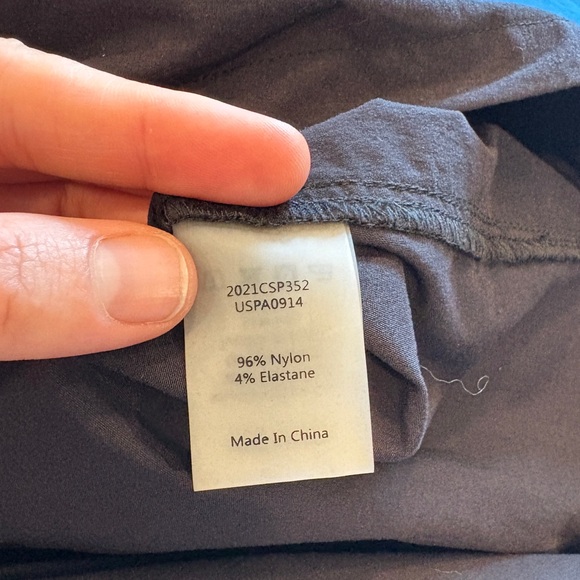 2021CSP352
USPA0914
96% Nylon
4% Elastane
Made In China